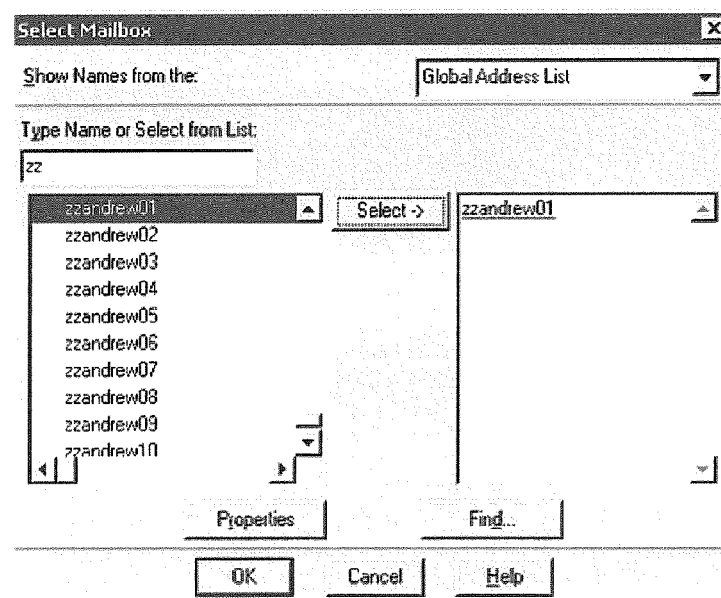 Select Mailbox
Show Names from the: Global Address List
Type Name or Select from List:
zz
zzandrew01 Select -> zzandrew01
zzandrew02
zzandrew03
zzandrew04
zzandrew05
zzandrew06
zzandrew07
zzandrew08
zzandrew09
zzandrew10
Properties Find...
OK Cancel Help